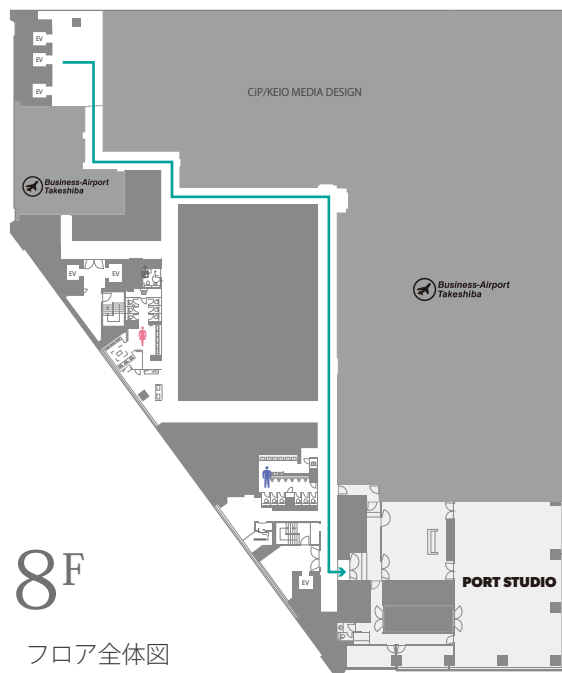 EV
EV
EV
CiP/KEIO MEDIA DESIGN
Business-Airport
Takeshiba
EV
EV
Business-Airport
Takeshiba
8F
EV
PORT STUDIO
フロア全体図